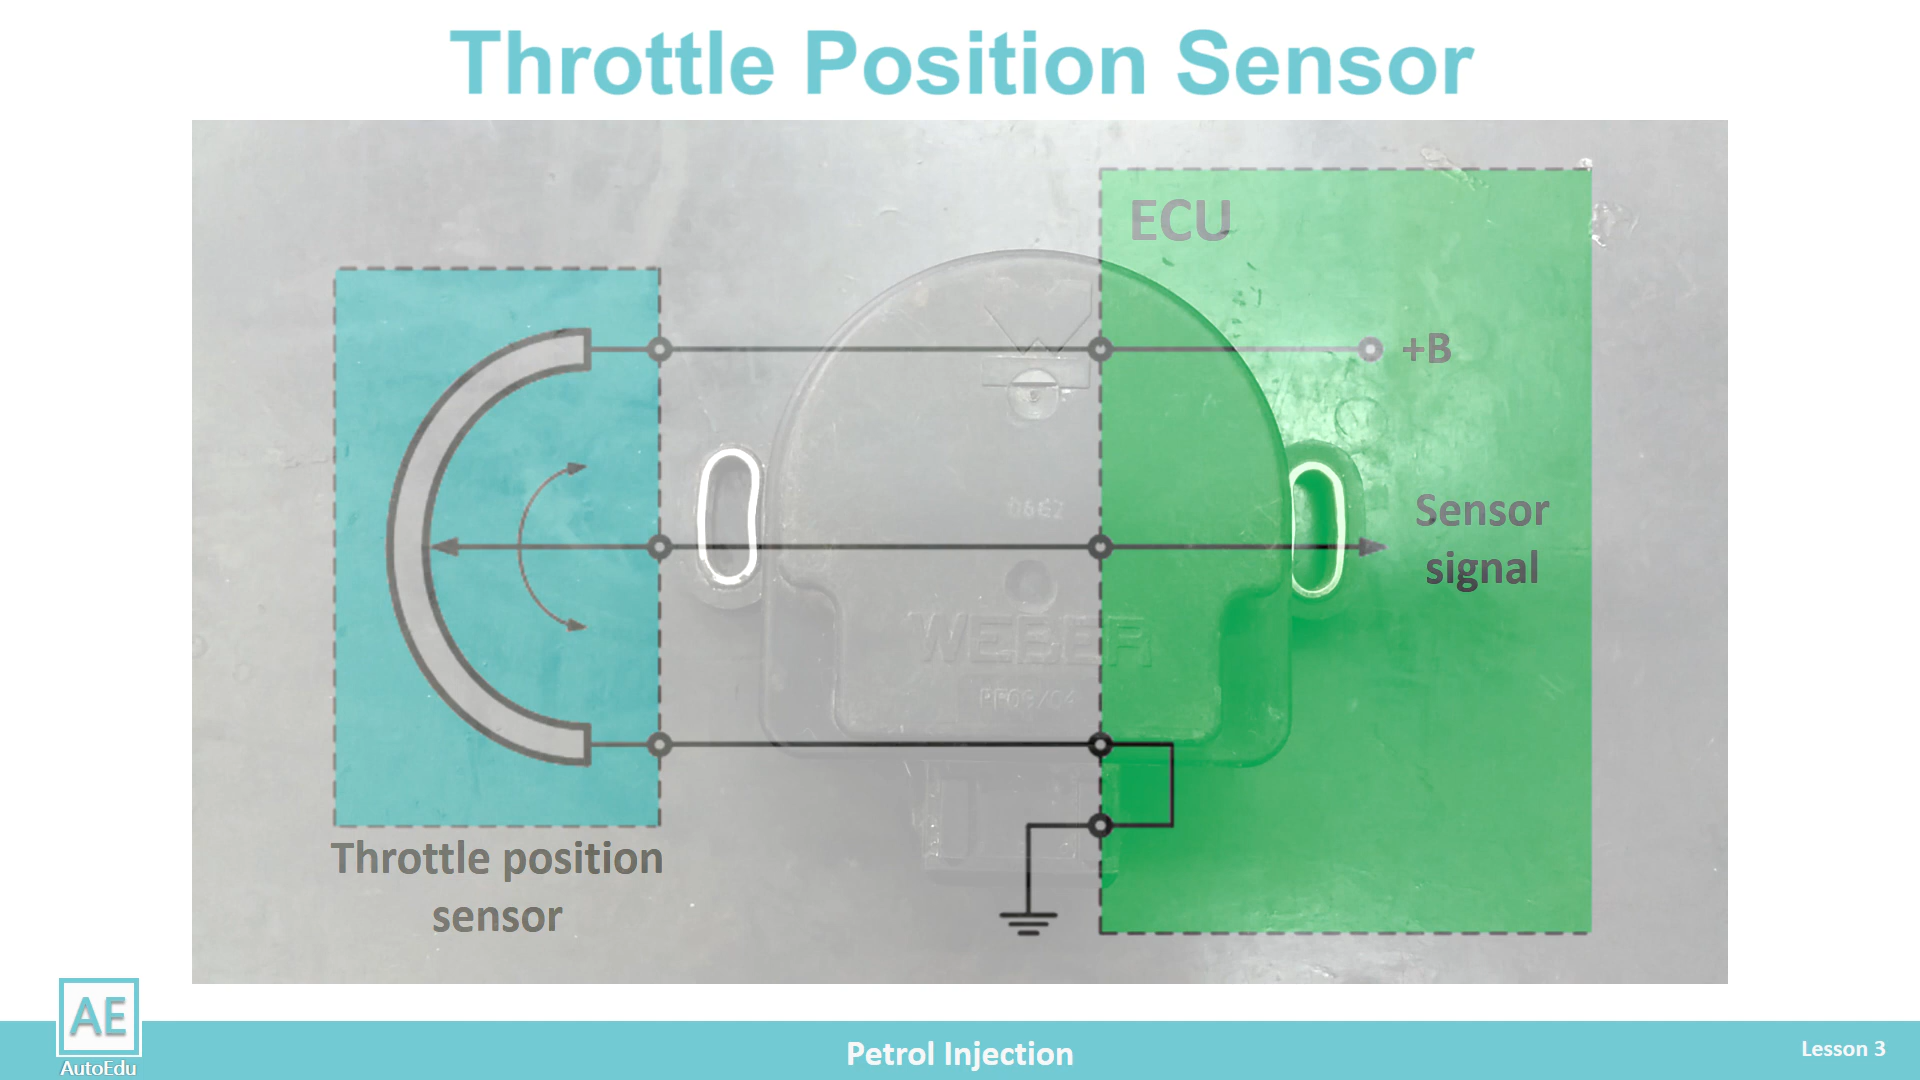 Throttle Position Sensor
ECU
+B
Sensor
signal
WEBER
Throttle position
sensor
AE
AutoEdu
Petrol Injection
Lesson 3